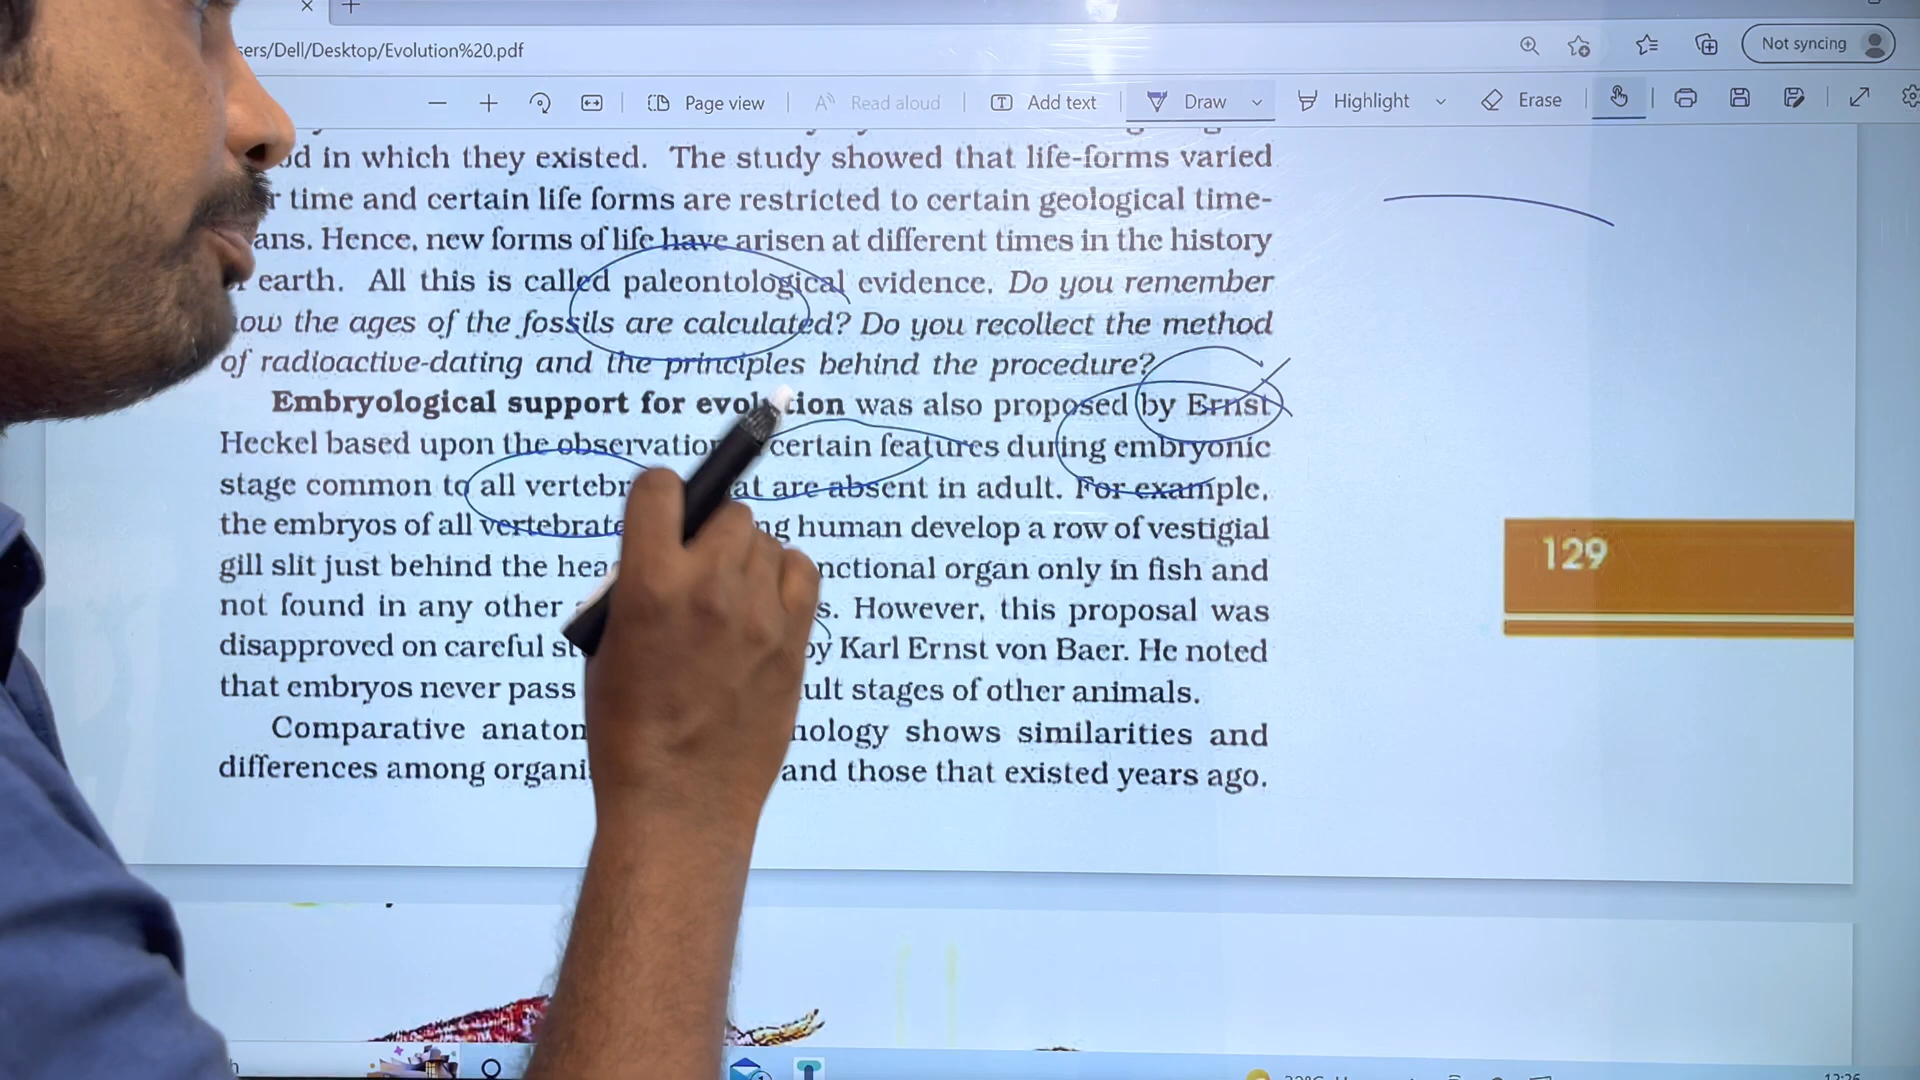 ers/Dell/Desktop/Evolution%20.pdf
Not syncing
Page view
Read aloud
Add text
Draw
Highlight
Erase
in which they existed. The study showed that life-forms varied
time and certain life forms are restricted to certain geological time-
ans. Hence, new forms of life have arisen at different times in the history
earth. All this is called paleontological evidence. Do you remember
ow the ages of the fossils are calculated? Do you recollect the method
of radioactive-dating and the principles behind the procedure?
Embryological support for evolution was also proposed by Ernst
Heckel based upon the observation certain features during embryonic
stage common to all vertebr at are absent in adult. For example,
the embryos of all vertebrate ng human develop a row of vestigial
gill slit just behind the hea nctional organ only in fish and
not found in any other s. However, this proposal was
disapproved on careful st by Karl Ernst von Baer. He noted
that embryos never pass ult stages of other animals.
Comparative anatom hology shows similarities and
differences among organi and those that existed years ago.
129